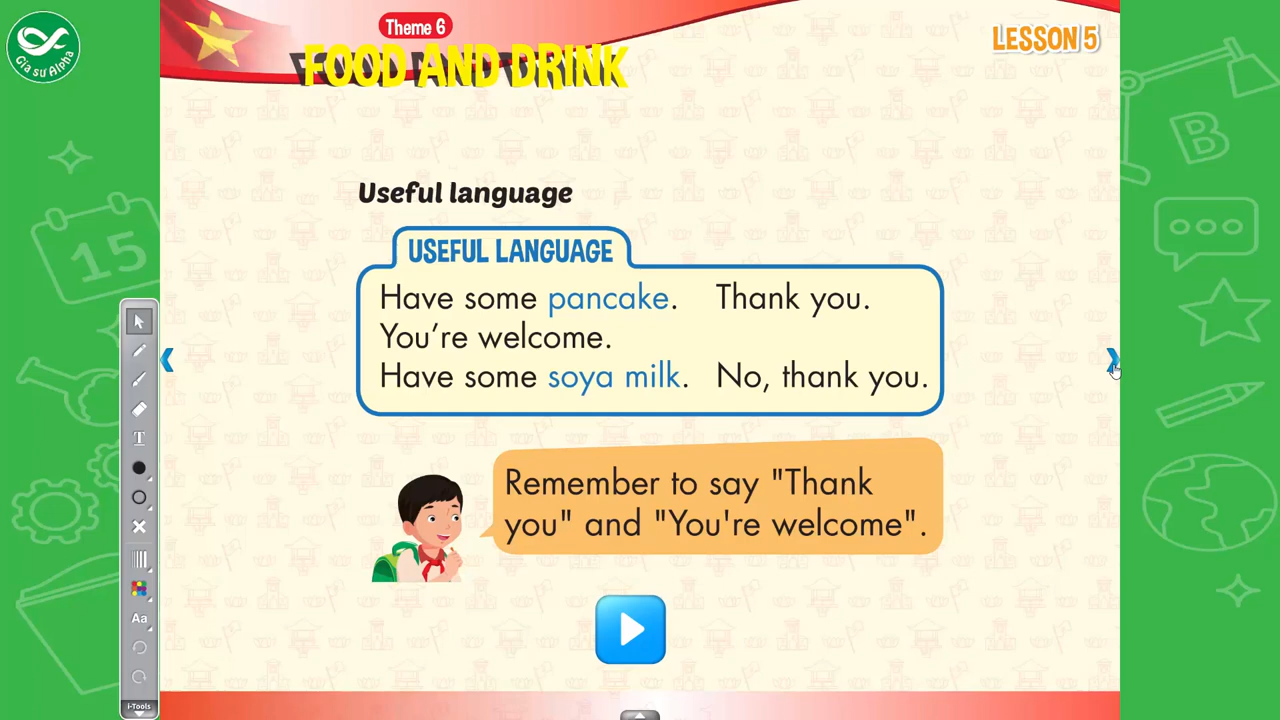 Gia sư Alpha
Theme 6
FOOD AND DRINK
LESSON 5
B
15
Useful language
USEFUL LANGUAGE
Have some pancake. Thank you.
You're welcome.
Have some soya milk. No, thank you.
Remember to say "Thank
you" and "You're welcome".
T
Aa
i-Tools